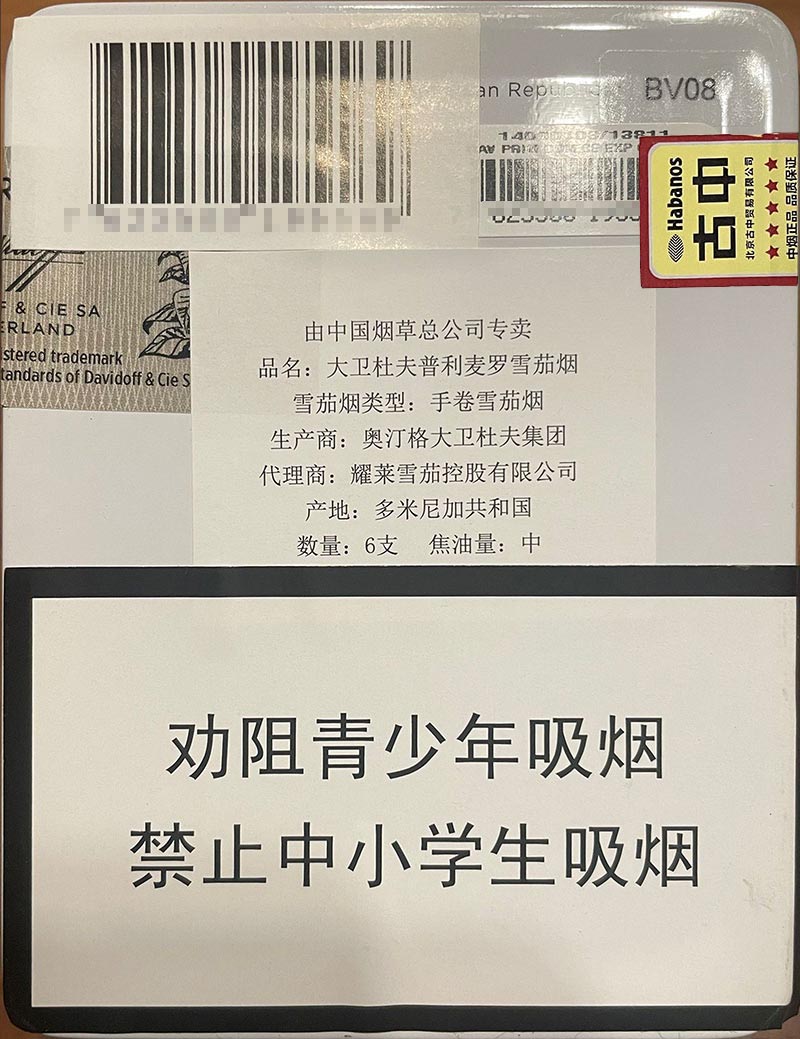 an Repub
BV08
Habanos
古中
北京古中贸易有限公司
中烟正品 品质保证
F & CIE SA
ERLAND
stered trademark
tandards of Davidoff & Cie S
由中国烟草总公司专卖
品名：大卫杜夫普利麦罗雪茄烟
雪茄烟类型：手卷雪茄烟
生产商：奥汀格大卫杜夫集团
代理商：耀莱雪茄控股有限公司
产地：多米尼加共和国
数量：6支 焦油量：中
劝阻青少年吸烟
禁止中小学生吸烟